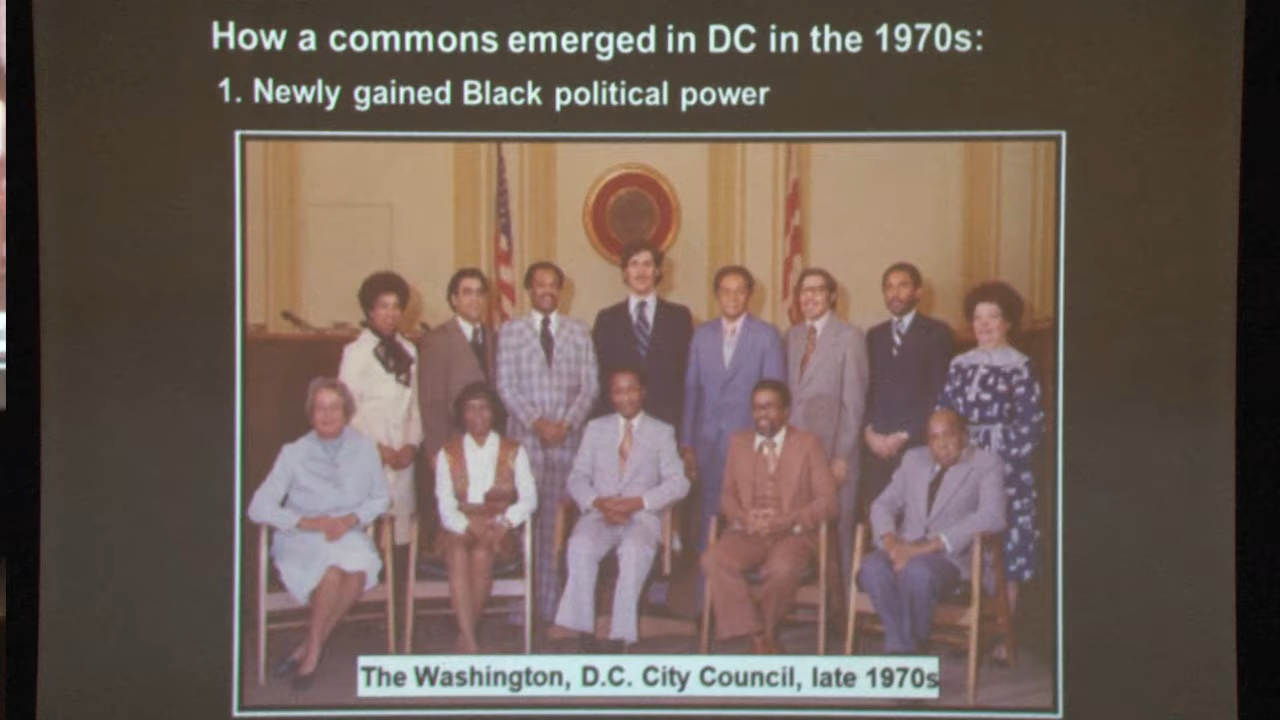 How a commons emerged in DC in the 1970s:
1. Newly gained Black political power
The Washington, D.C. City Council, late 1970s